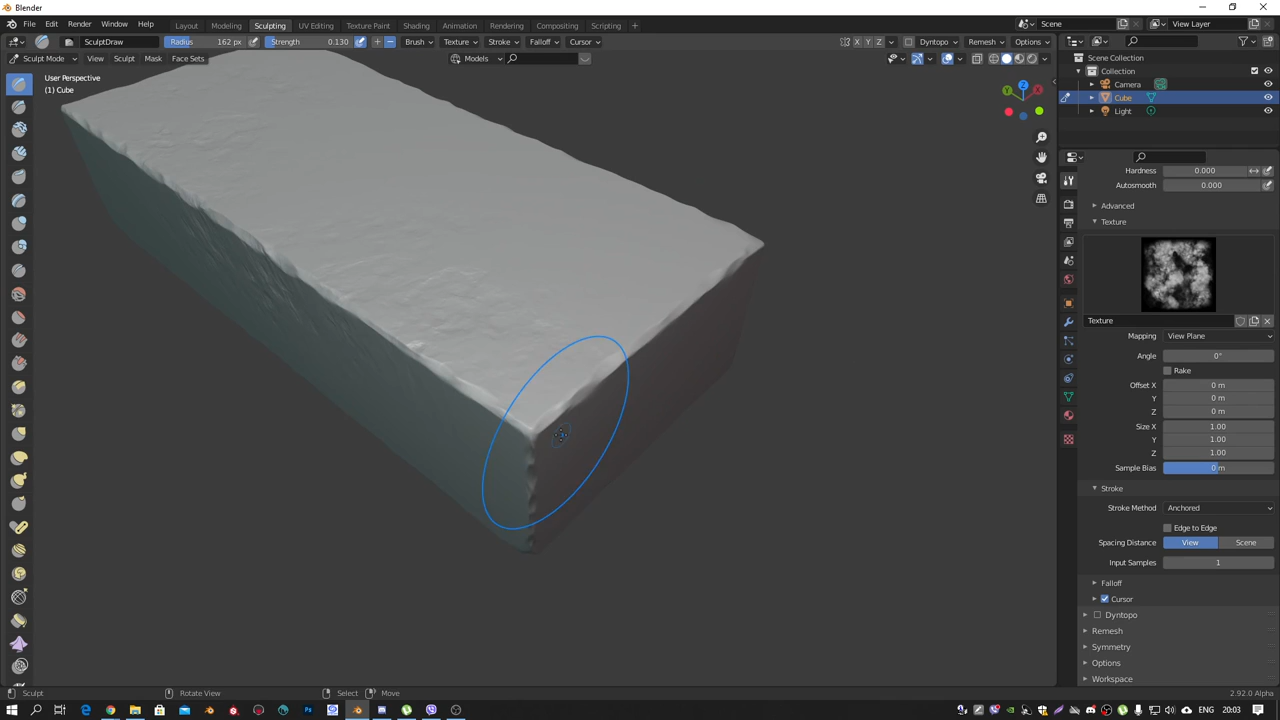 Blender
File Edit Render Window Help Layout Modeling Sculpting UV Editing Texture Paint Shading Animation Rendering Compositing Scripting + Scene View Layer
SculptDraw Radius 162 px Strength 0.130 Brush Texture Stroke Falloff Cursor X Y Z Dyntopo Remesh Options
Sculpt Mode View Sculpt Mask Face Sets Models
User Perspective
(1) Cube
Scene Collection
Collection
Camera
Cube
Light
Hardness 0.000
Autosmooth 0.000
Advanced
Texture
Texture
Mapping View Plane
Angle 0°
Rake
Offset X 0 m
Y 0 m
Z 0 m
Size X 1.00
Y 1.00
Z 1.00
Sample Bias 0 m
Stroke
Stroke Method Anchored
Edge to Edge
Spacing Distance View Scene
Input Samples 1
Falloff
Cursor
Dyntopo
Remesh
Symmetry
Options
Workspace
Sculpt Rotate View Select Move 2.92.0 Alpha
ENG 20:03